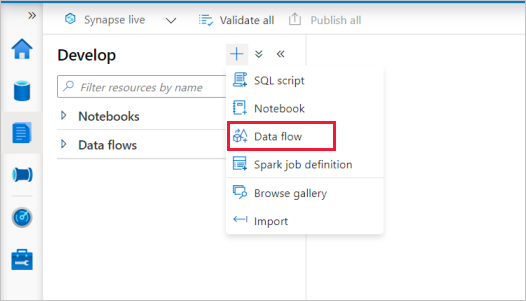 Synapse live
Validate all
Publish all
Develop
Filter resources by name
Notebooks
Data flows
SQL script
Notebook
Data flow
Spark job definition
Browse gallery
Import